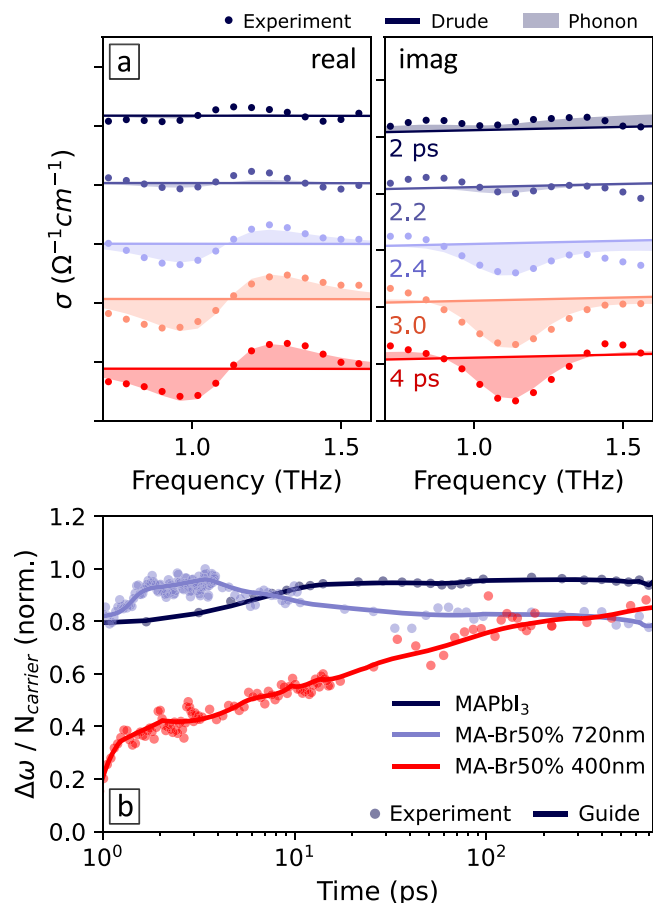 Experiment Drude Phonon
a real imag
2 ps
2.2
2.4
3.0
4 ps
σ (Ω⁻¹cm⁻¹)
1.0 1.5 1.0 1.5
Frequency (THz) Frequency (THz)
1.2
1.0
0.8
0.6
0.4
0.2
0.0
Δω / N_carrier (norm.)
MAPbI₃
MA-Br50% 720nm
MA-Br50% 400nm
b Experiment Guide
10⁰ 10¹ 10²
Time (ps)